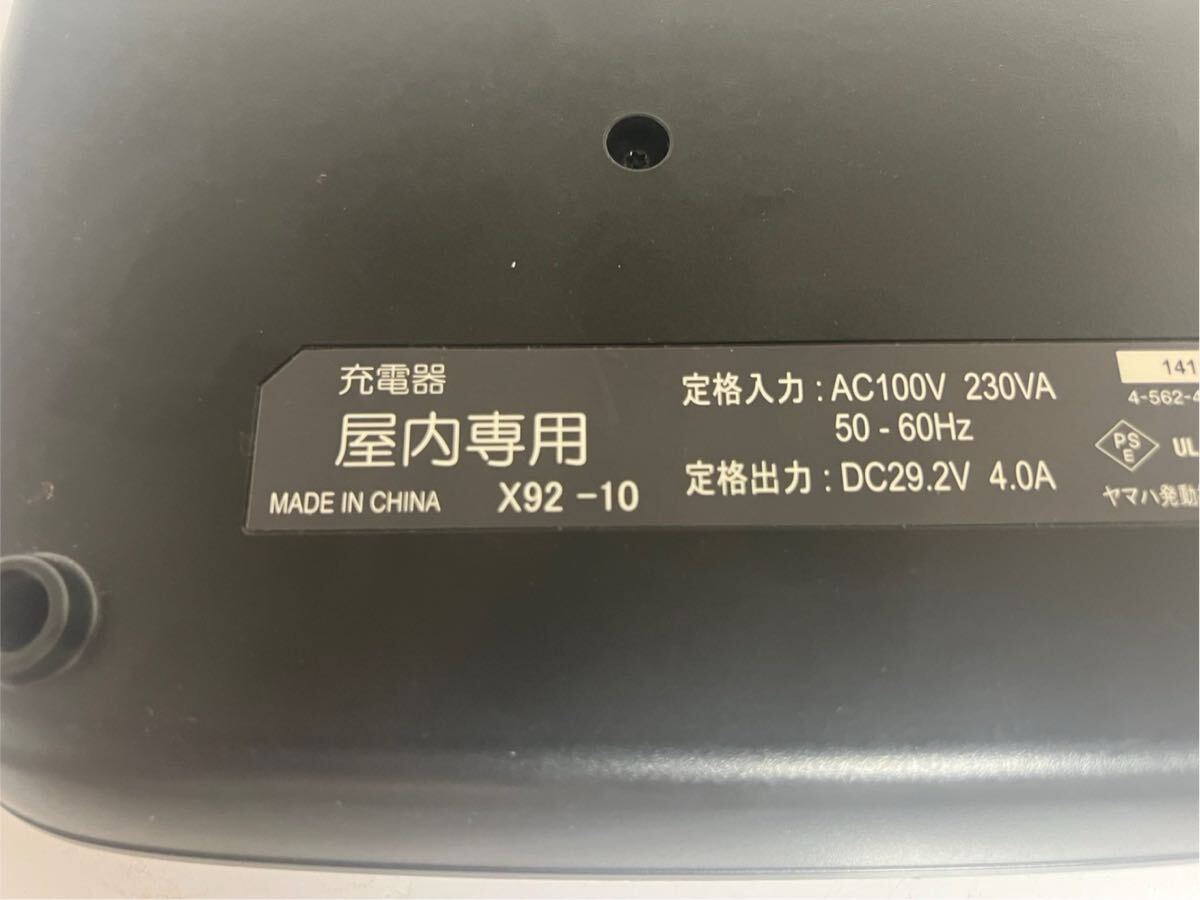 充電器
屋内専用
MADE IN CHINA X92-10
定格入力：AC100V 230VA
50-60Hz
定格出力：DC29.2V 4.0A
141
4-562-4
PS
E
UL
ヤマハ発動